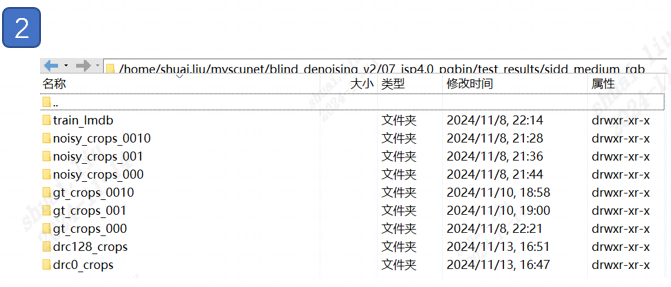 2
/home/shuai.liu/myscunet/blind_denoising_v2/07_isp4.0_pgbin/test_results/sidd_medium_rgb
名称 大小 类型 修改时间 属性
..
train_lmdb 文件夹 2024/11/8, 22:14 drwxr-xr-x
noisy_crops_0010 文件夹 2024/11/8, 21:28 drwxr-xr-x
noisy_crops_001 文件夹 2024/11/8, 21:36 drwxr-xr-x
noisy_crops_000 文件夹 2024/11/8, 21:44 drwxr-xr-x
gt_crops_0010 文件夹 2024/11/10, 18:58 drwxr-xr-x
gt_crops_001 文件夹 2024/11/10, 19:00 drwxr-xr-x
gt_crops_000 文件夹 2024/11/8, 22:21 drwxr-xr-x
drc128_crops 文件夹 2024/11/13, 16:51 drwxr-xr-x
drc0_crops 文件夹 2024/11/13, 16:47 drwxr-xr-x